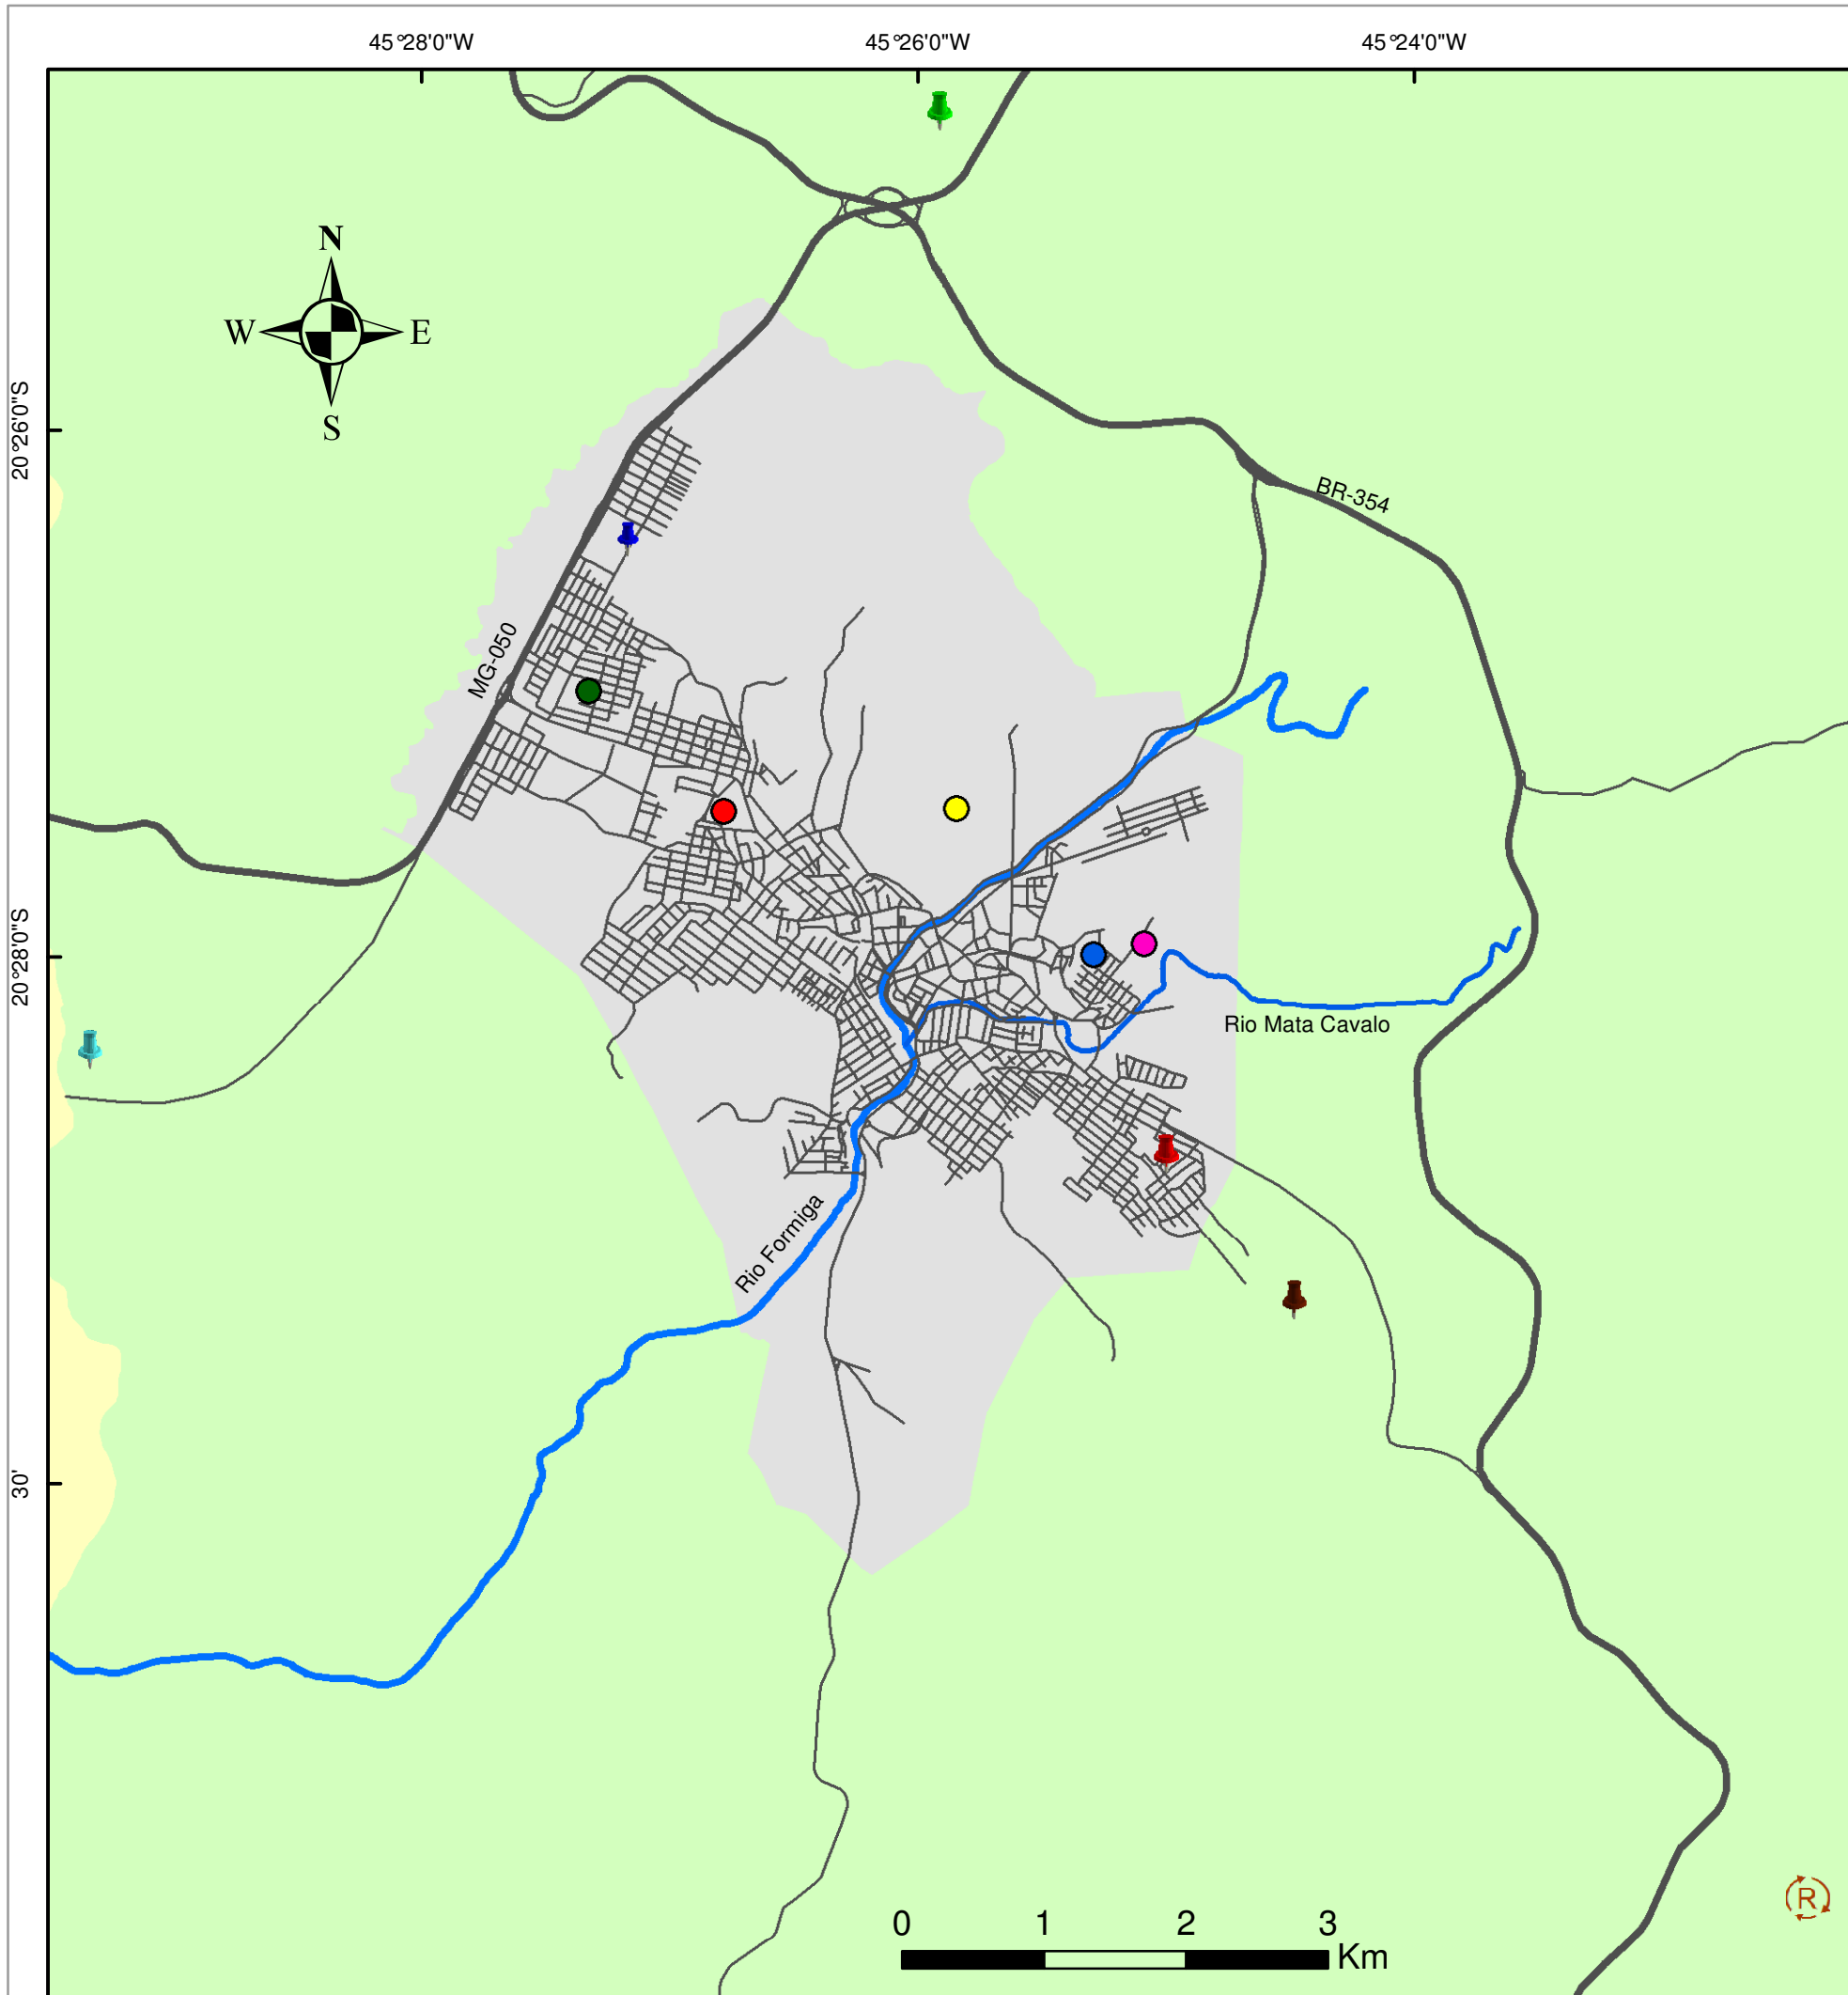 45°28'0"W 45°26'0"W 45°24'0"W
N
W E
S
20°26'0"S
BR-354
MG-050
20°28'0"S
Rio Mata Cavalo
Rio Formiga
30'
R
0 1 2 3
Km